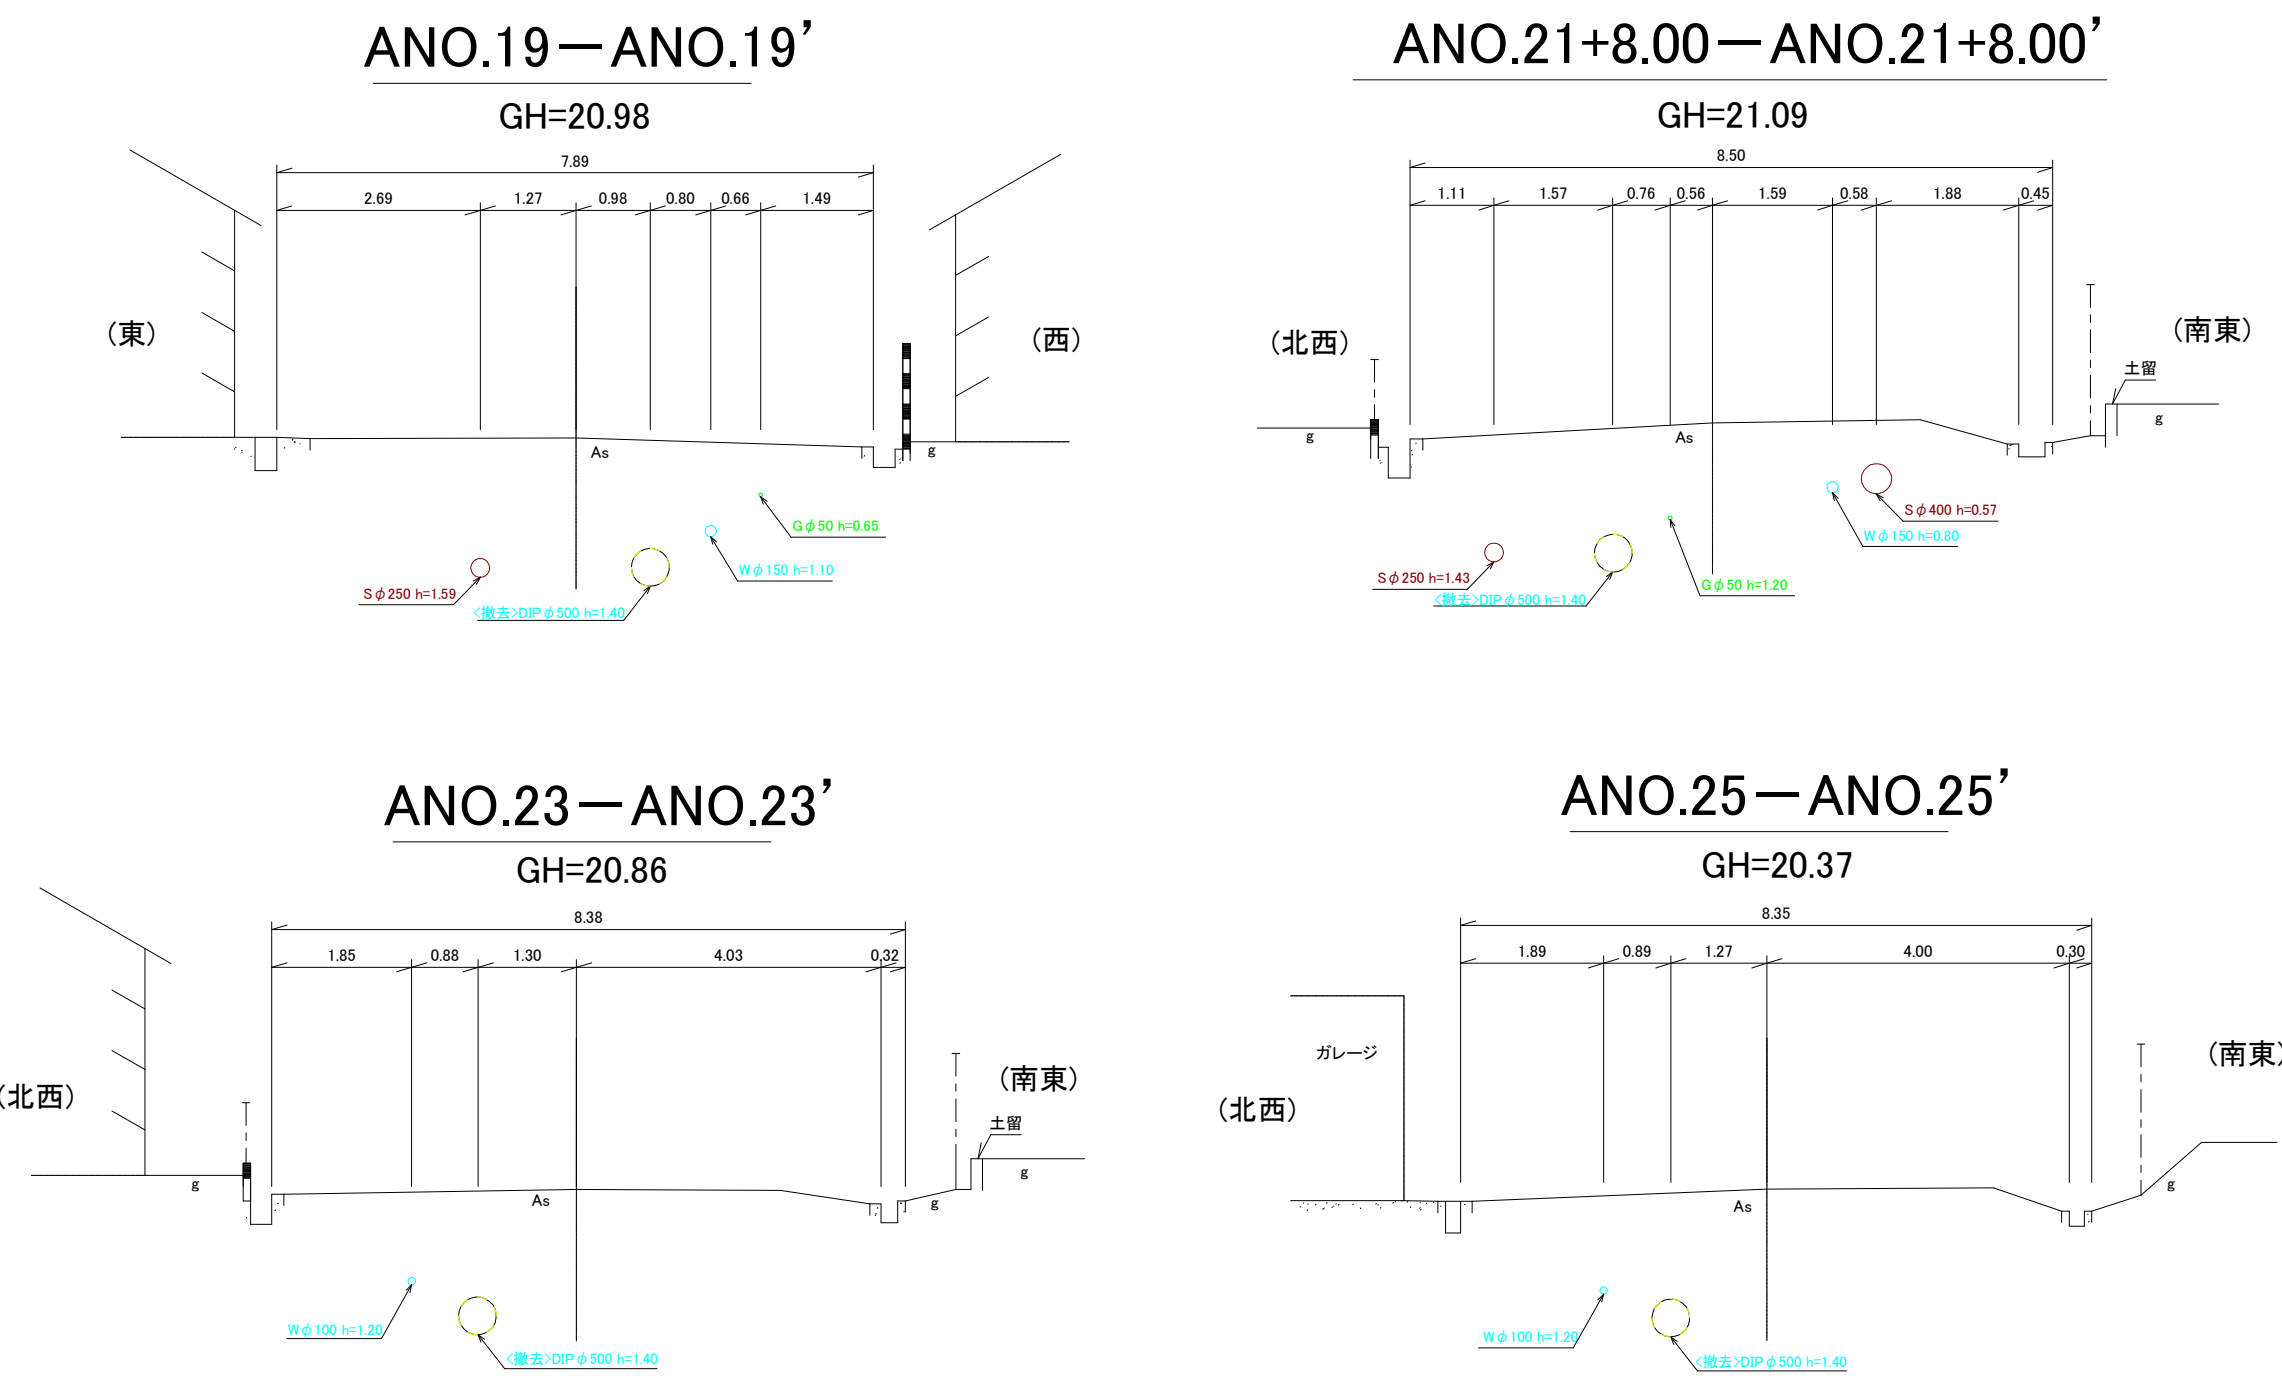 ANO.19－ANO.19’
GH=20.98
7.89
2.69 1.27 0.98 0.80 0.66 1.49
(東)
(西)
As
g
Gφ50 h=0.65
Wφ150 h=1.10
Sφ250 h=1.59
<撤去>DIPφ500 h=1.40
ANO.21+8.00－ANO.21+8.00’
GH=21.09
8.50
1.11 1.57 0.76 0.56 1.59 0.58 1.88 0.45
(北西)
(南東)
土留
g
As
g
Sφ400 h=0.57
Wφ150 h=0.80
Sφ250 h=1.43
Gφ50 h=1.20
<撤去>DIPφ500 h=1.40
ANO.23－ANO.23’
GH=20.86
8.38
1.85 0.88 1.30 4.03 0.32
(北西)
(南東)
土留
g
As
g
g
Wφ100 h=1.20
<撤去>DIPφ500 h=1.40
ANO.25－ANO.25’
GH=20.37
8.35
1.89 0.89 1.27 4.00 0.30
ガレージ
(北西)
(南東)
As
g
Wφ100 h=1.20
<撤去>DIPφ500 h=1.40